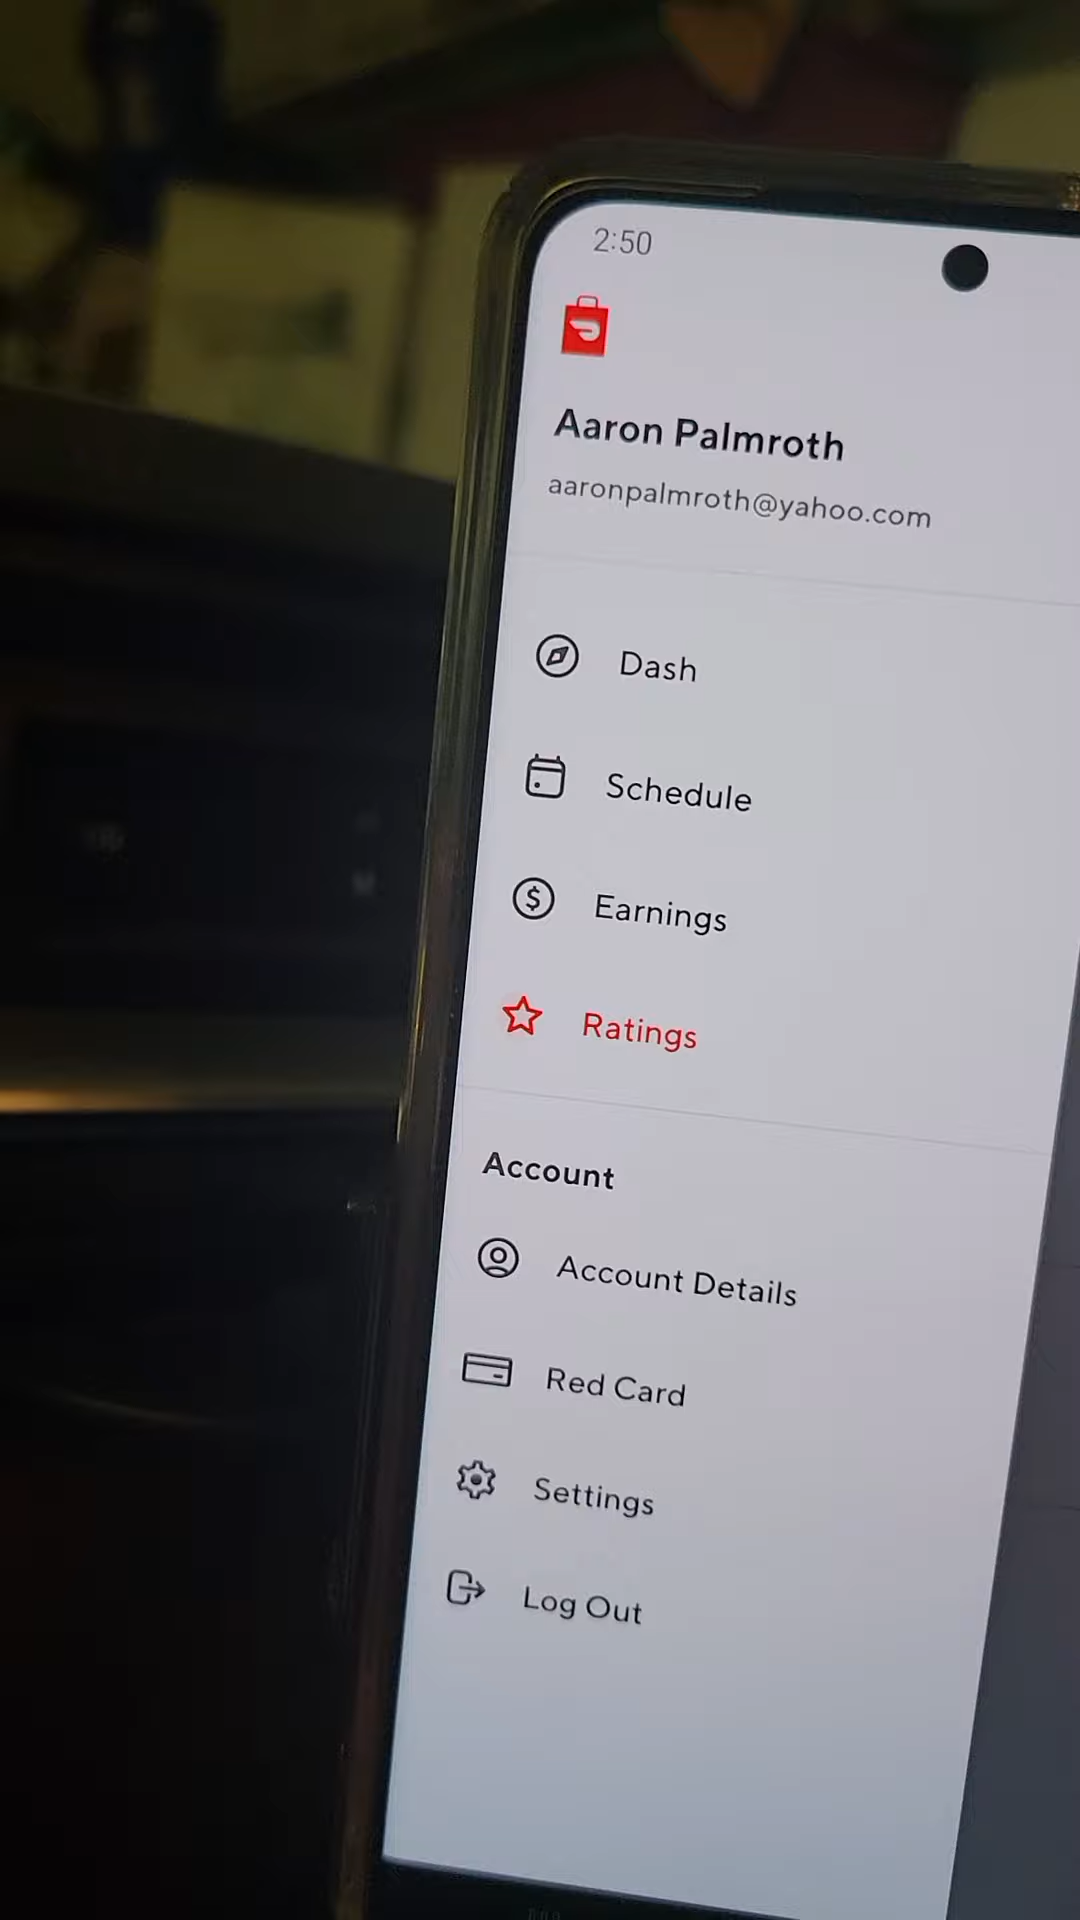 2:50
Aaron Palmroth
aaronpalmroth@yahoo.com
Dash
Schedule
Earnings
Ratings
Account
Account Details
Red Card
Settings
Log Out